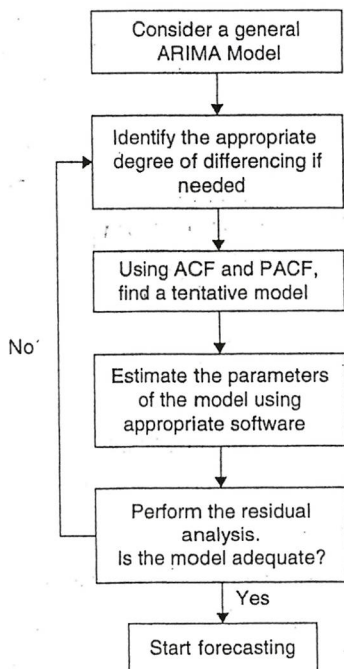 Consider a general
ARIMA Model
Identify the appropriate
degree of differencing if
needed
Using ACF and PACF,
find a tentative model
Estimate the parameters
of the model using
appropriate software
No
Perform the residual
analysis.
Is the model adequate?
Yes
Start forecasting